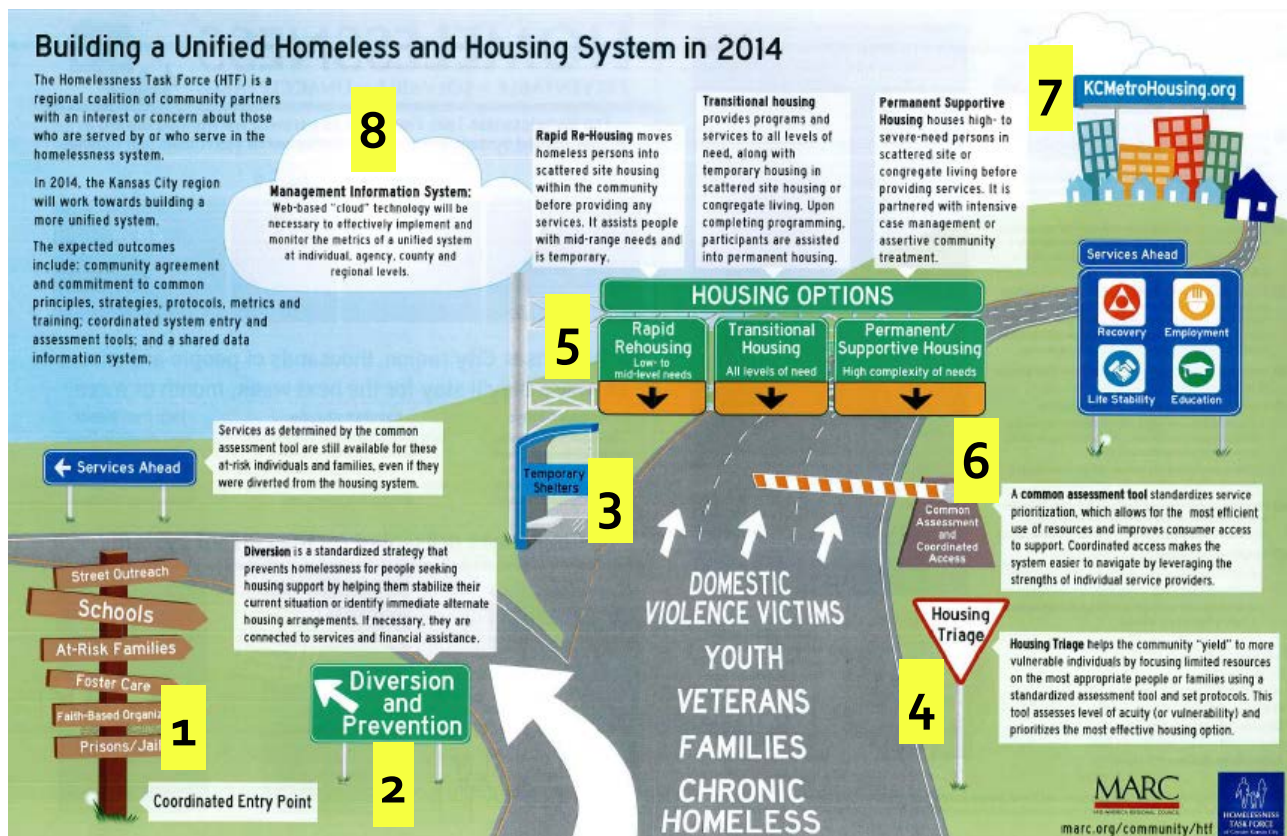 Building a Unified Homeless and Housing System in 2014
The Homelessness Task Force (HTF) is a
regional coalition of community partners
with an interest or concern about those
who are served by or who serve in the
homelessness system.
In 2014, the Kansas City region
will work towards building a
more unified system.
The expected outcomes
include: community agreement
and commitment to common
principles, strategies, protocols, metrics and
training; coordinated system entry and
assessment tools; and a shared data
information system.
8
Management Information System:
Web-based "cloud" technology will be
necessary to effectively implement and
monitor the metrics of a unified system
at individual, agency, county and
regional levels.
Rapid Re-Housing moves
homeless persons into
scattered site housing
within the community
before providing any
services. It assists people
with mid-range needs and
is temporary.
Transitional housing
provides programs and
services to all levels of
need, along with
temporary housing in
scattered site housing or
congregate living. Upon
completing programming,
participants are assisted
into permanent housing.
Permanent Supportive
Housing houses high- to
severe-need persons in
scattered site or
congregate living before
providing services. It is
partnered with intensive
case management or
assertive community
treatment.
7
KCMetroHousing.org
Services Ahead
Recovery
Employment
Life Stability
Education
5
HOUSING OPTIONS
Rapid
Rehousing
Low- to
mid-level needs
Transitional
Housing
All levels of need
Permanent/
Supportive Housing
High complexity of needs
Services Ahead
Services as determined by the common
assessment tool are still available for these
at-risk individuals and families, even if they
were diverted from the housing system.
Temporary
Shelters
3
6
Common
Assessment
and
Coordinated
Access
A common assessment tool standardizes service
prioritization, which allows for the most efficient
use of resources and improves consumer access
to support. Coordinated access makes the
system easier to navigate by leveraging the
strengths of individual service providers.
Diversion is a standardized strategy that
prevents homelessness for people seeking
housing support by helping them stabilize their
current situation or identify immediate alternate
housing arrangements. If necessary, they are
connected to services and financial assistance.
Street Outreach
Schools
At-Risk Families
Foster Care
Faith-Based Organiz
Prisons/Jail
1
Coordinated Entry Point
Diversion
and
Prevention
2
DOMESTIC
VIOLENCE VICTIMS
YOUTH
VETERANS
FAMILIES
CHRONIC
HOMELESS
Housing
Triage
4
Housing Triage helps the community "yield" to more
vulnerable individuals by focusing limited resources
on the most appropriate people or families using a
standardized assessment tool and set protocols. This
tool assesses level of acuity (or vulnerability) and
prioritizes the most effective housing option.
MARC
MID-AMERICA REGIONAL COUNCIL
marc.org/community/htf
HOMELESSNESS
TASK FORCE